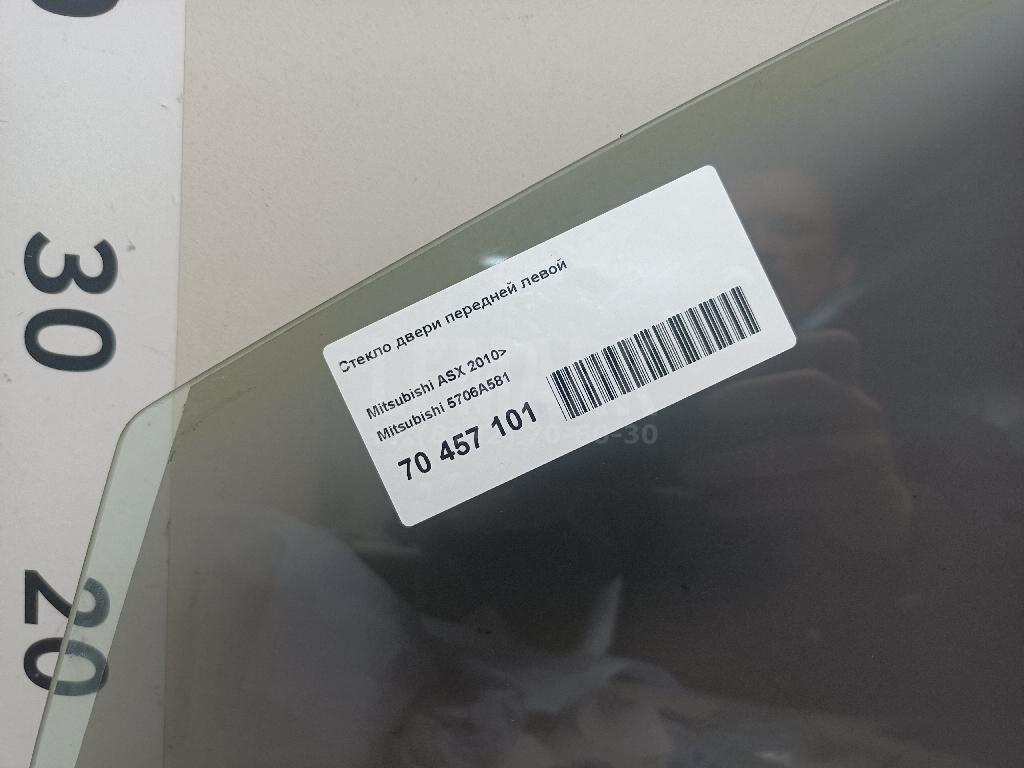 30
20
Стекло двери передней левой
Mitsubishi ASX 2010>
Mitsubishi 5706A581
70 457 101